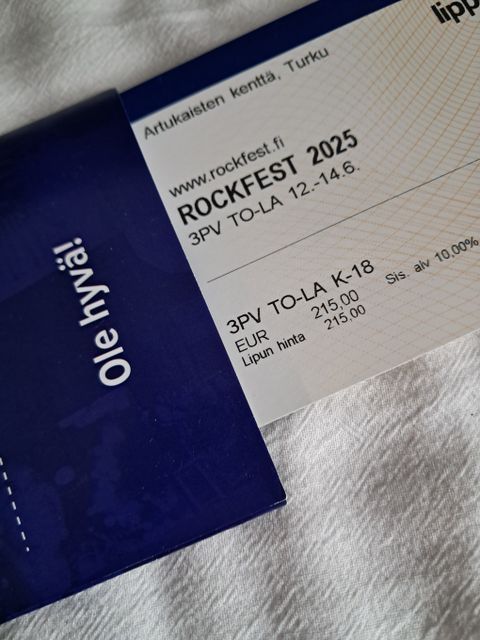 lipp
Artukaisten kenttä, Turku
www.rockfest.fi
ROCKFEST 2025
3PV TO-LA 12.-14.6.
3PV TO-LA K-18
EUR 215,00 Sis. alv 10.00%
Lipun hinta 215,00
Ole hyvä!